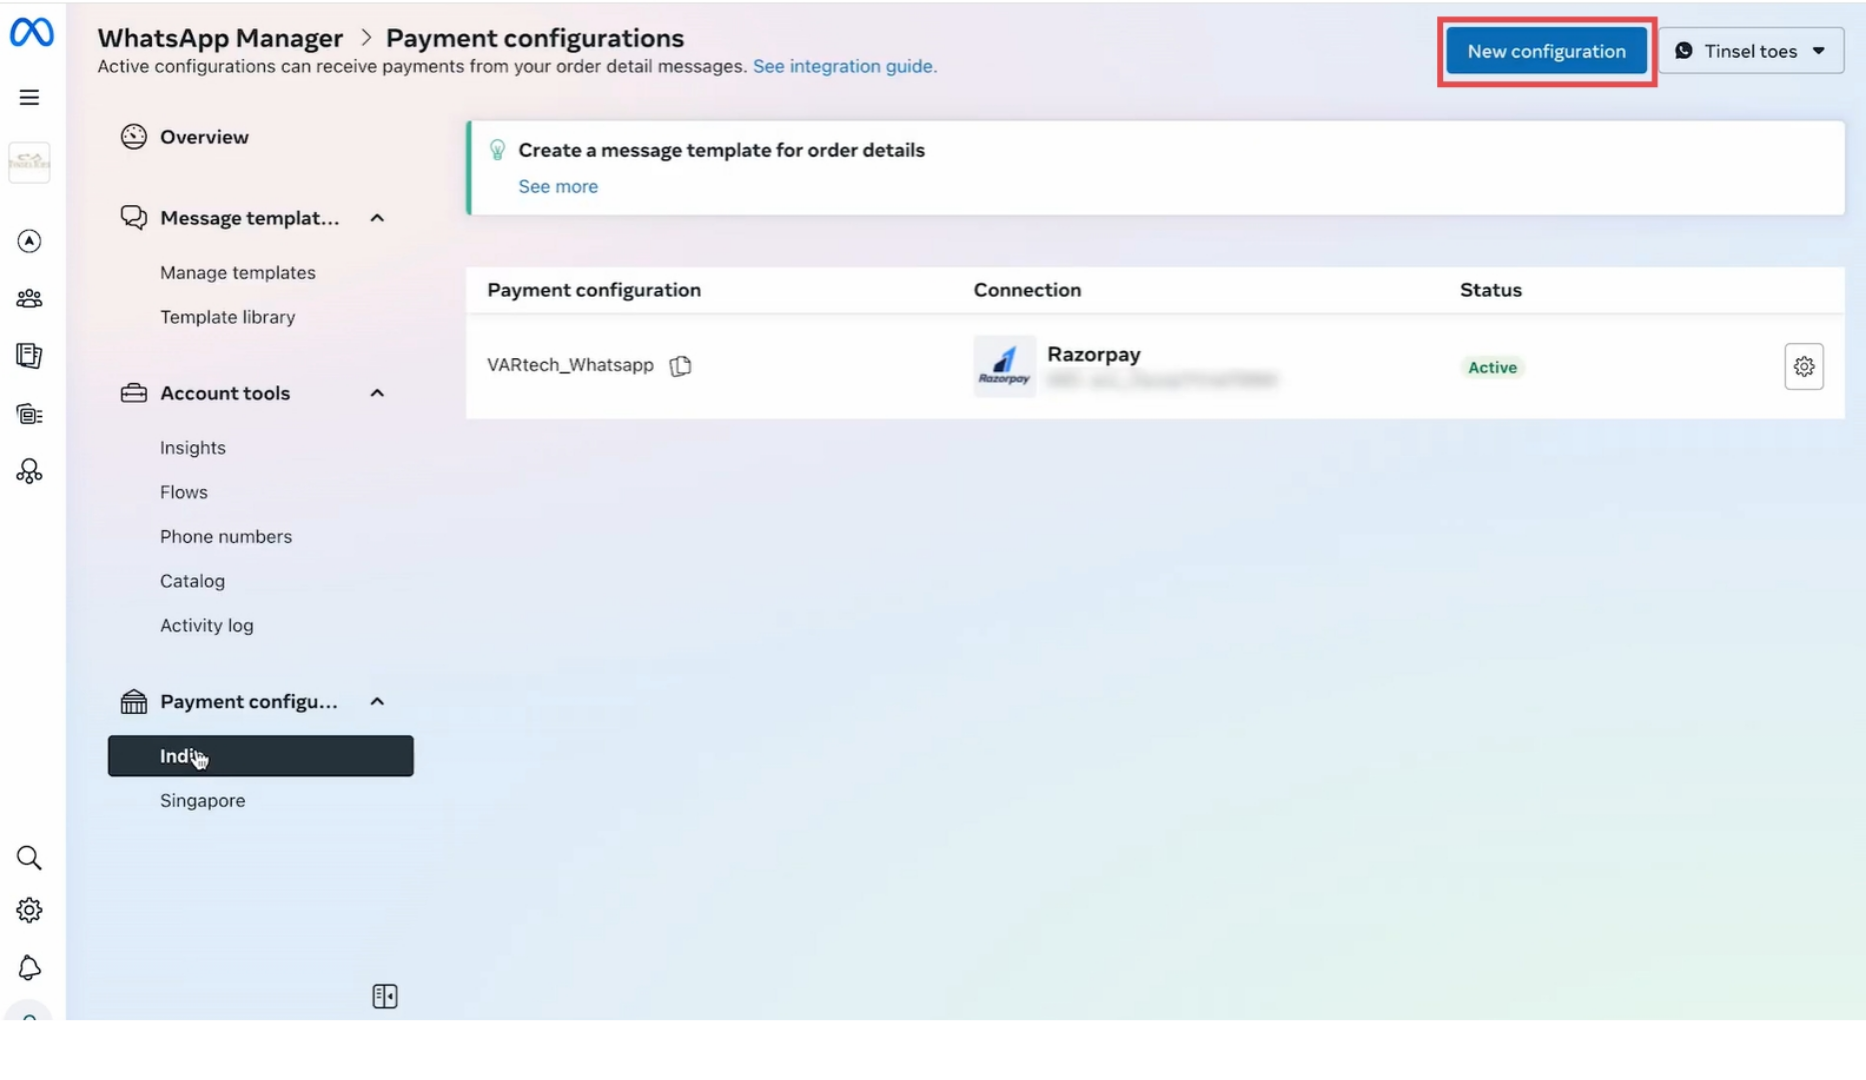 WhatsApp Manager > Payment configurations
Active configurations can receive payments from your order detail messages. See integration guide.
New configuration
Tinsel toes
Overview
Message templat...
Manage templates
Template library
Account tools
Insights
Flows
Phone numbers
Catalog
Activity log
Payment configu...
Singapore
Create a message template for order details
See more
Payment configuration Connection Status
VARtech_Whatsapp
Razorpay
Razorpay
Active